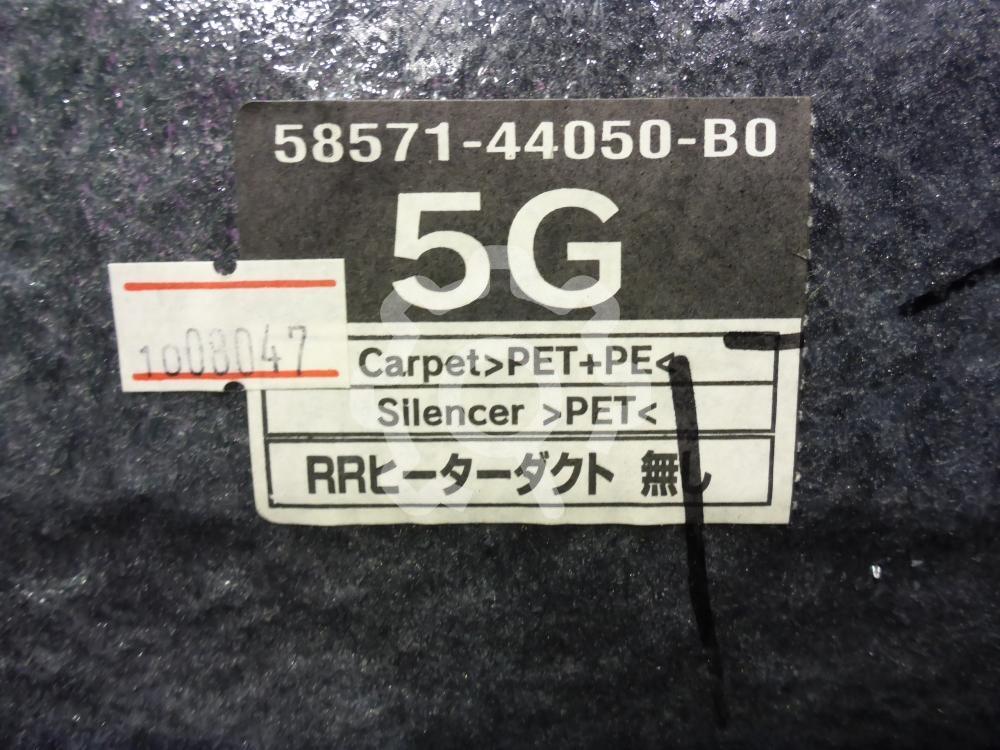 58571-44050-B0
5G
1008047
Carpet>PET+PE<
Silencer >PET<
RRヒーターダクト 無し